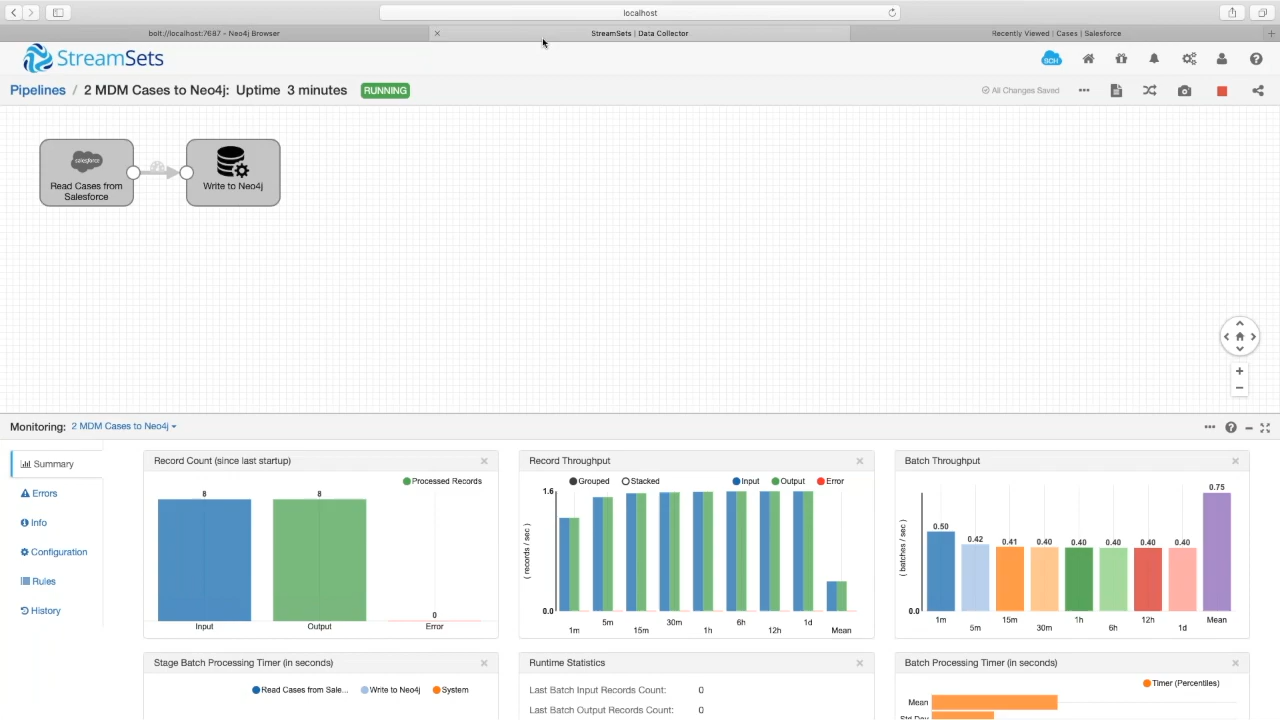 localhost
bolt://localhost:7687 - Neo4j Browser
StreamSets | Data Collector
Recently Viewed | Cases | Salesforce
StreamSets
SCH
Pipelines / 2 MDM Cases to Neo4j: Uptime 3 minutes RUNNING
All Changes Saved
salesforce
Read Cases from
Salesforce
Write to Neo4j
Monitoring: 2 MDM Cases to Neo4j
Summary
Errors
Info
Configuration
Rules
History
Record Count (since last startup)
Processed Records
8
8
0
Input
Output
Error
Record Throughput
Grouped
Stacked
Input
Output
Error
1.6
( records / sec )
0.0
1m
5m
15m
30m
1h
6h
12h
1d
Mean
Batch Throughput
0.75
0.50
0.42
0.41
0.40
0.40
0.40
0.40
0.40
( batches / sec )
0.0
1m
5m
15m
30m
1h
6h
12h
1d
Mean
Stage Batch Processing Timer (in seconds)
Read Cases from Sale...
Write to Neo4j
System
Runtime Statistics
Last Batch Input Records Count: 0
Last Batch Output Records Count: 0
Batch Processing Timer (in seconds)
Timer (Percentiles)
Mean
Std Dev